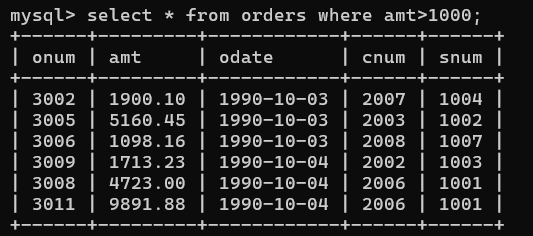 mysql> select * from orders where amt>1000;
+------+---------+------------+------+------+
| onum | amt     | odate      | cnum | snum |
+------+---------+------------+------+------+
| 3002 | 1900.10 | 1990-10-03 | 2007 | 1004 |
| 3005 | 5160.45 | 1990-10-03 | 2003 | 1002 |
| 3006 | 1098.16 | 1990-10-03 | 2008 | 1007 |
| 3009 | 1713.23 | 1990-10-04 | 2002 | 1003 |
| 3008 | 4723.00 | 1990-10-04 | 2006 | 1001 |
| 3011 | 9891.88 | 1990-10-04 | 2006 | 1001 |
+------+---------+------------+------+------+